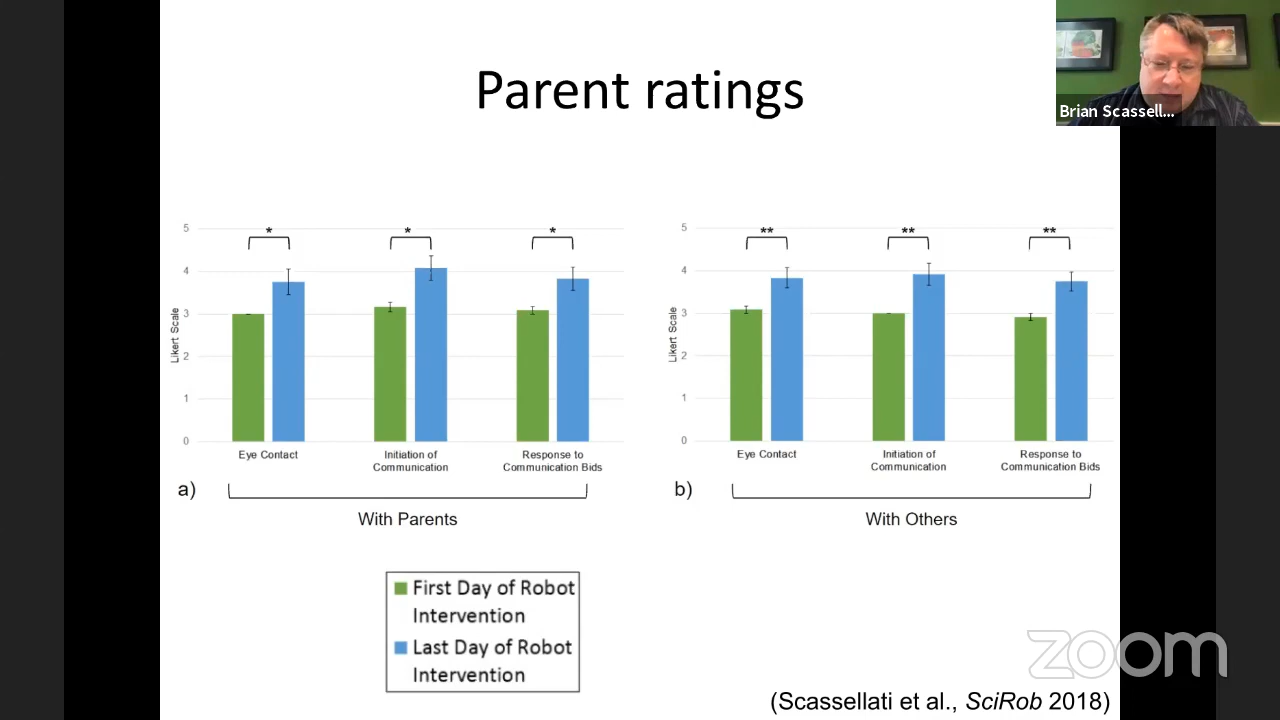 Parent ratings
Brian Scassell...
5
4
3
2
1
0
Likert Scale
*
*
*
Eye Contact
Initiation of
Communication
Response to
Communication Bids
a)
With Parents
5
4
3
2
1
0
Likert Scale
**
**
**
Eye Contact
Initiation of
Communication
Response to
Communication Bids
b)
With Others
First Day of Robot
Intervention
Last Day of Robot
Intervention
zoom
(Scassellati et al., SciRob 2018)